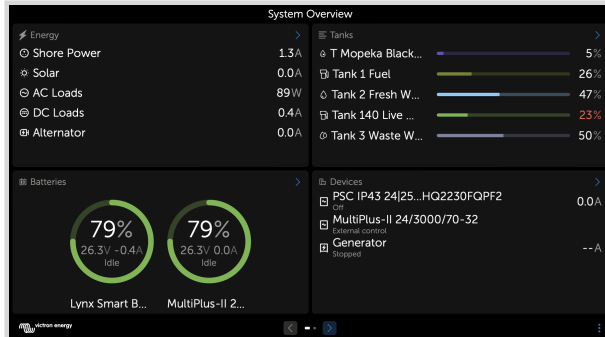 System Overview
Energy
Shore Power 1.3A
Solar 0.0A
AC Loads 89W
DC Loads 0.4A
Alternator 0.0A
Tanks
T Mopeka Black... 5%
Tank 1 Fuel 26%
Tank 2 Fresh W... 47%
Tank 140 Live ... 23%
Tank 3 Waste W... 50%
Batteries
79%
26.3V -0.4A
Idle
Lynx Smart B...
79%
26.3V 0.0A
Idle
MultiPlus-II 2...
Devices
PSC IP43 24|25...HQ2230FQPF2 0.0A
Off
MultiPlus-II 24/3000/70-32
External control
Generator --A
Stopped
victron energy